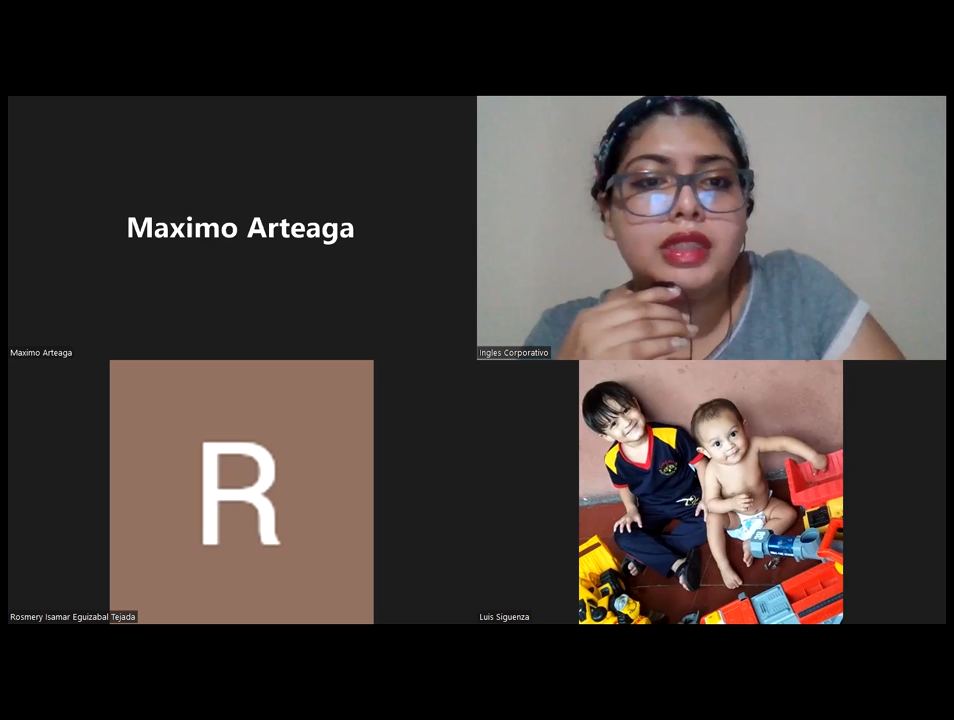 Maximo Arteaga
Maximo Arteaga
Ingles Corporativo
R
Rosmery Isamar Eguizabal Tejada
Luis Siguenza